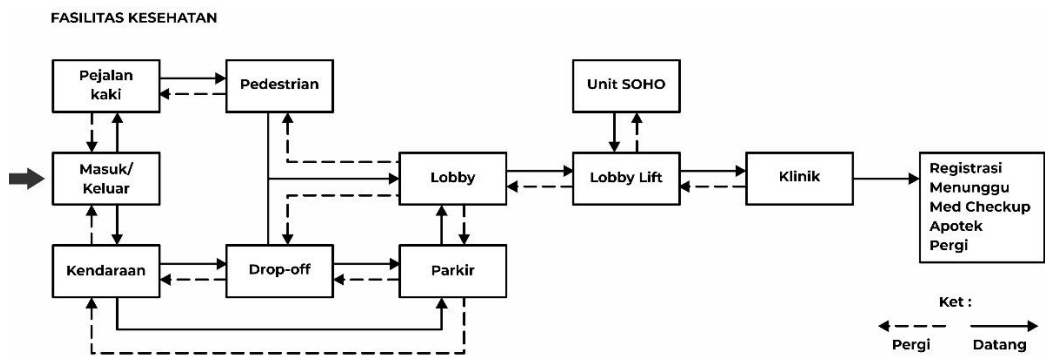 FASILITAS KESEHATAN
Pejalan
kaki
Pedestrian
Unit SOHO
Masuk/
Keluar
Lobby
Lobby Lift
Klinik
Registrasi
Menunggu
Med Checkup
Apotek
Pergi
Kendaraan
Drop-off
Parkir
Ket :
Pergi
Datang